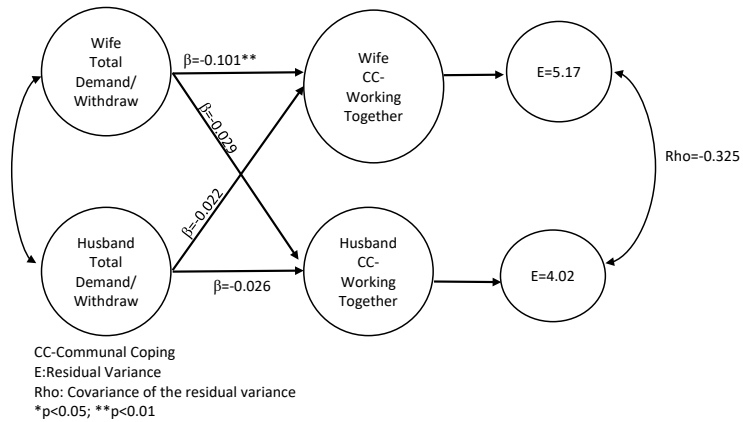 Wife
Total
Demand/
Withdraw
β=-0.101**
Wife
CC-
Working
Together
E=5.17
β=-0.029
Rho=-0.325
β=-0.022
Husband
Total
Demand/
Withdraw
β=-0.026
Husband
CC-
Working
Together
E=4.02
CC-Communal Coping
E:Residual Variance
Rho: Covariance of the residual variance
*p<0.05; **p<0.01